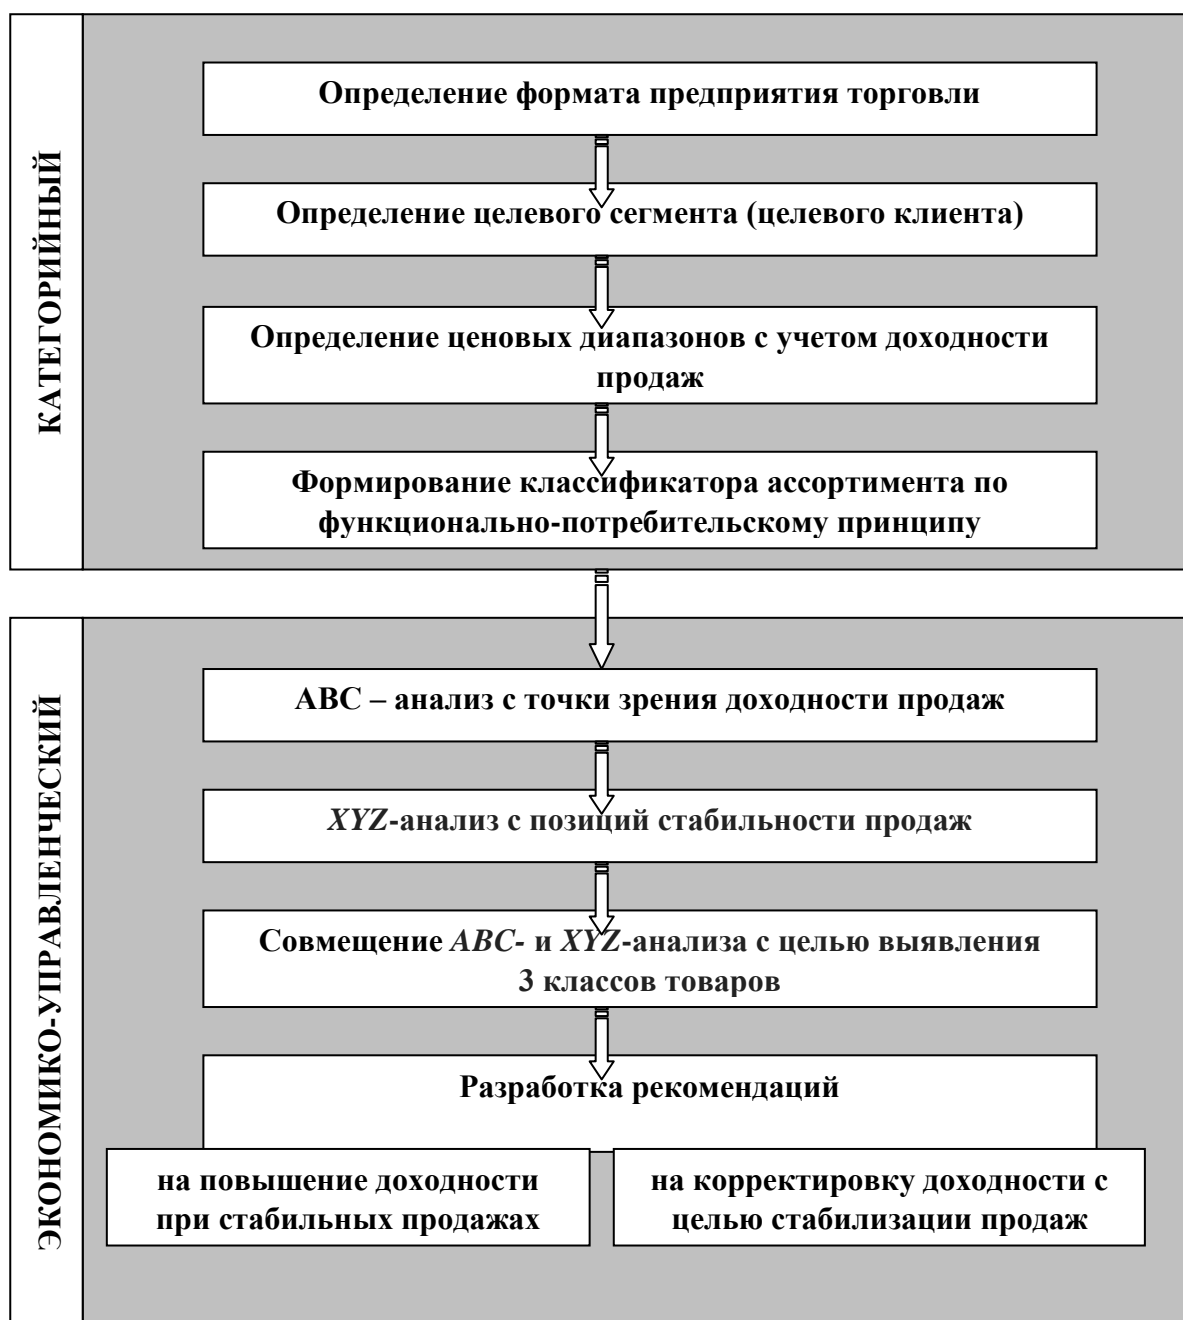 КАТЕГОРИЙНЫЙ
Определение формата предприятия торговли
Определение целевого сегмента (целевого клиента)
Определение ценовых диапазонов с учетом доходности
продаж
Формирование классификатора ассортимента по
функционально-потребительскому принципу
ЭКОНОМИКО-УПРАВЛЕНЧЕСКИЙ
АВС – анализ с точки зрения доходности продаж
XYZ-анализ с позиций стабильности продаж
Совмещение ABC- и XYZ-анализа с целью выявления
3 классов товаров
Разработка рекомендаций
на повышение доходности
при стабильных продажах
на корректировку доходности с
целью стабилизации продаж